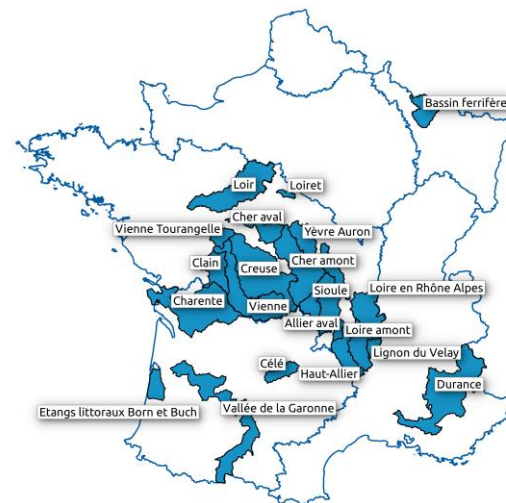 Bassin ferrifère
Loir
Loiret
Cher aval
Vienne Tourangelle
Yèvre Auron
Clain
Creuse
Cher amont
Sioule
Loire en Rhône Alpes
Charente
Vienne
Allier aval
Loire amont
Lignon du Velay
Célé
Haut-Allier
Durance
Etangs littoraux Born et Buch
Vallée de la Garonne